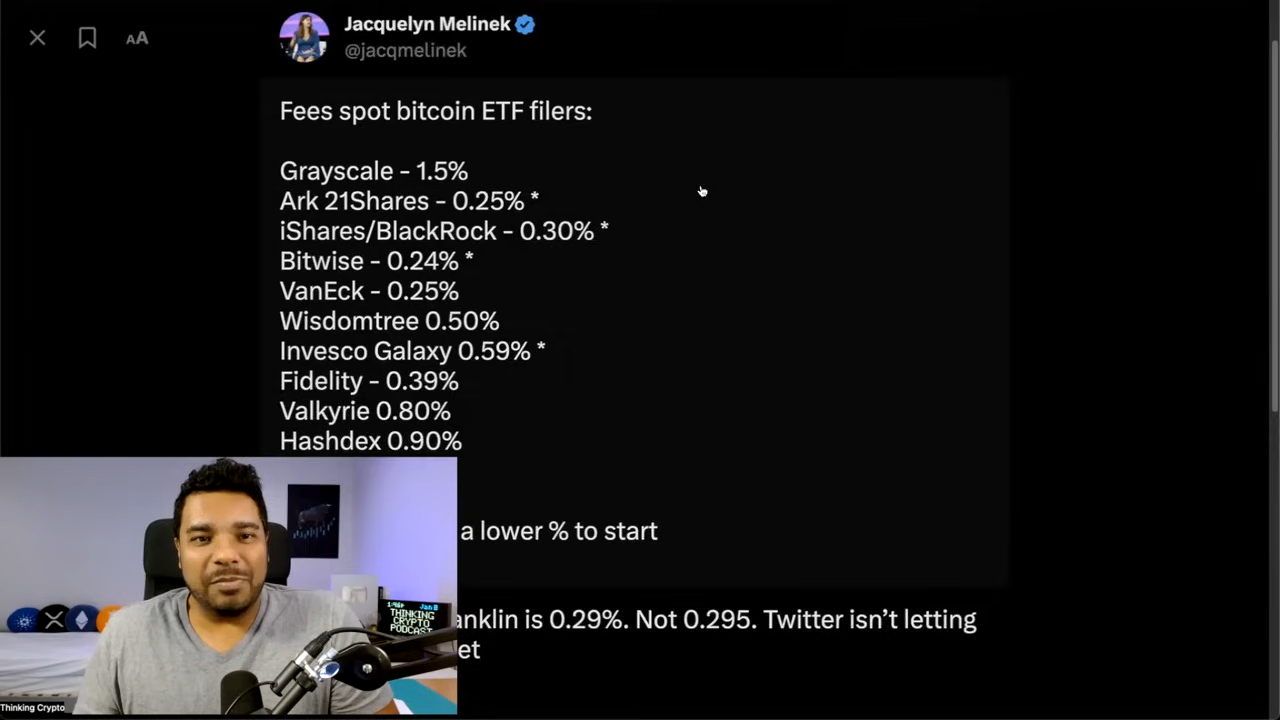 AA
Jacquelyn Melinek
@jacqmelinek
Fees spot bitcoin ETF filers:
Grayscale - 1.5%
Ark 21Shares - 0.25% *
iShares/BlackRock - 0.30% *
Bitwise - 0.24% *
VanEck - 0.25%
Wisdomtree 0.50%
Invesco Galaxy 0.59% *
Fidelity - 0.39%
Valkyrie 0.80%
Hashdex 0.90%
a lower % to start
anklin is 0.29%. Not 0.295. Twitter isn’t letting
et
Jan 8
THINKING
CRYPTO
PODCAST
Thinking Crypto